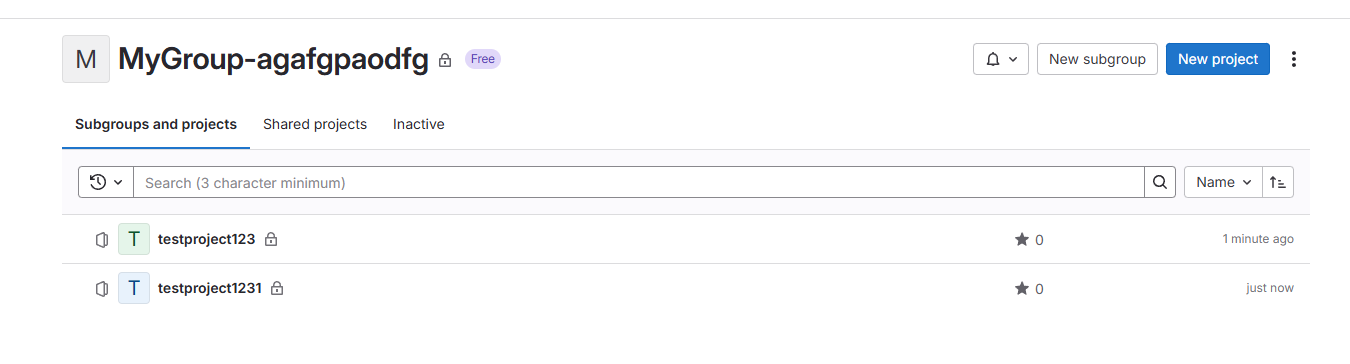 M MyGroup-agafgpaodfg Free New subgroup New project
Subgroups and projects Shared projects Inactive
Search (3 character minimum) Name
T testproject123 0 1 minute ago
T testproject1231 0 just now